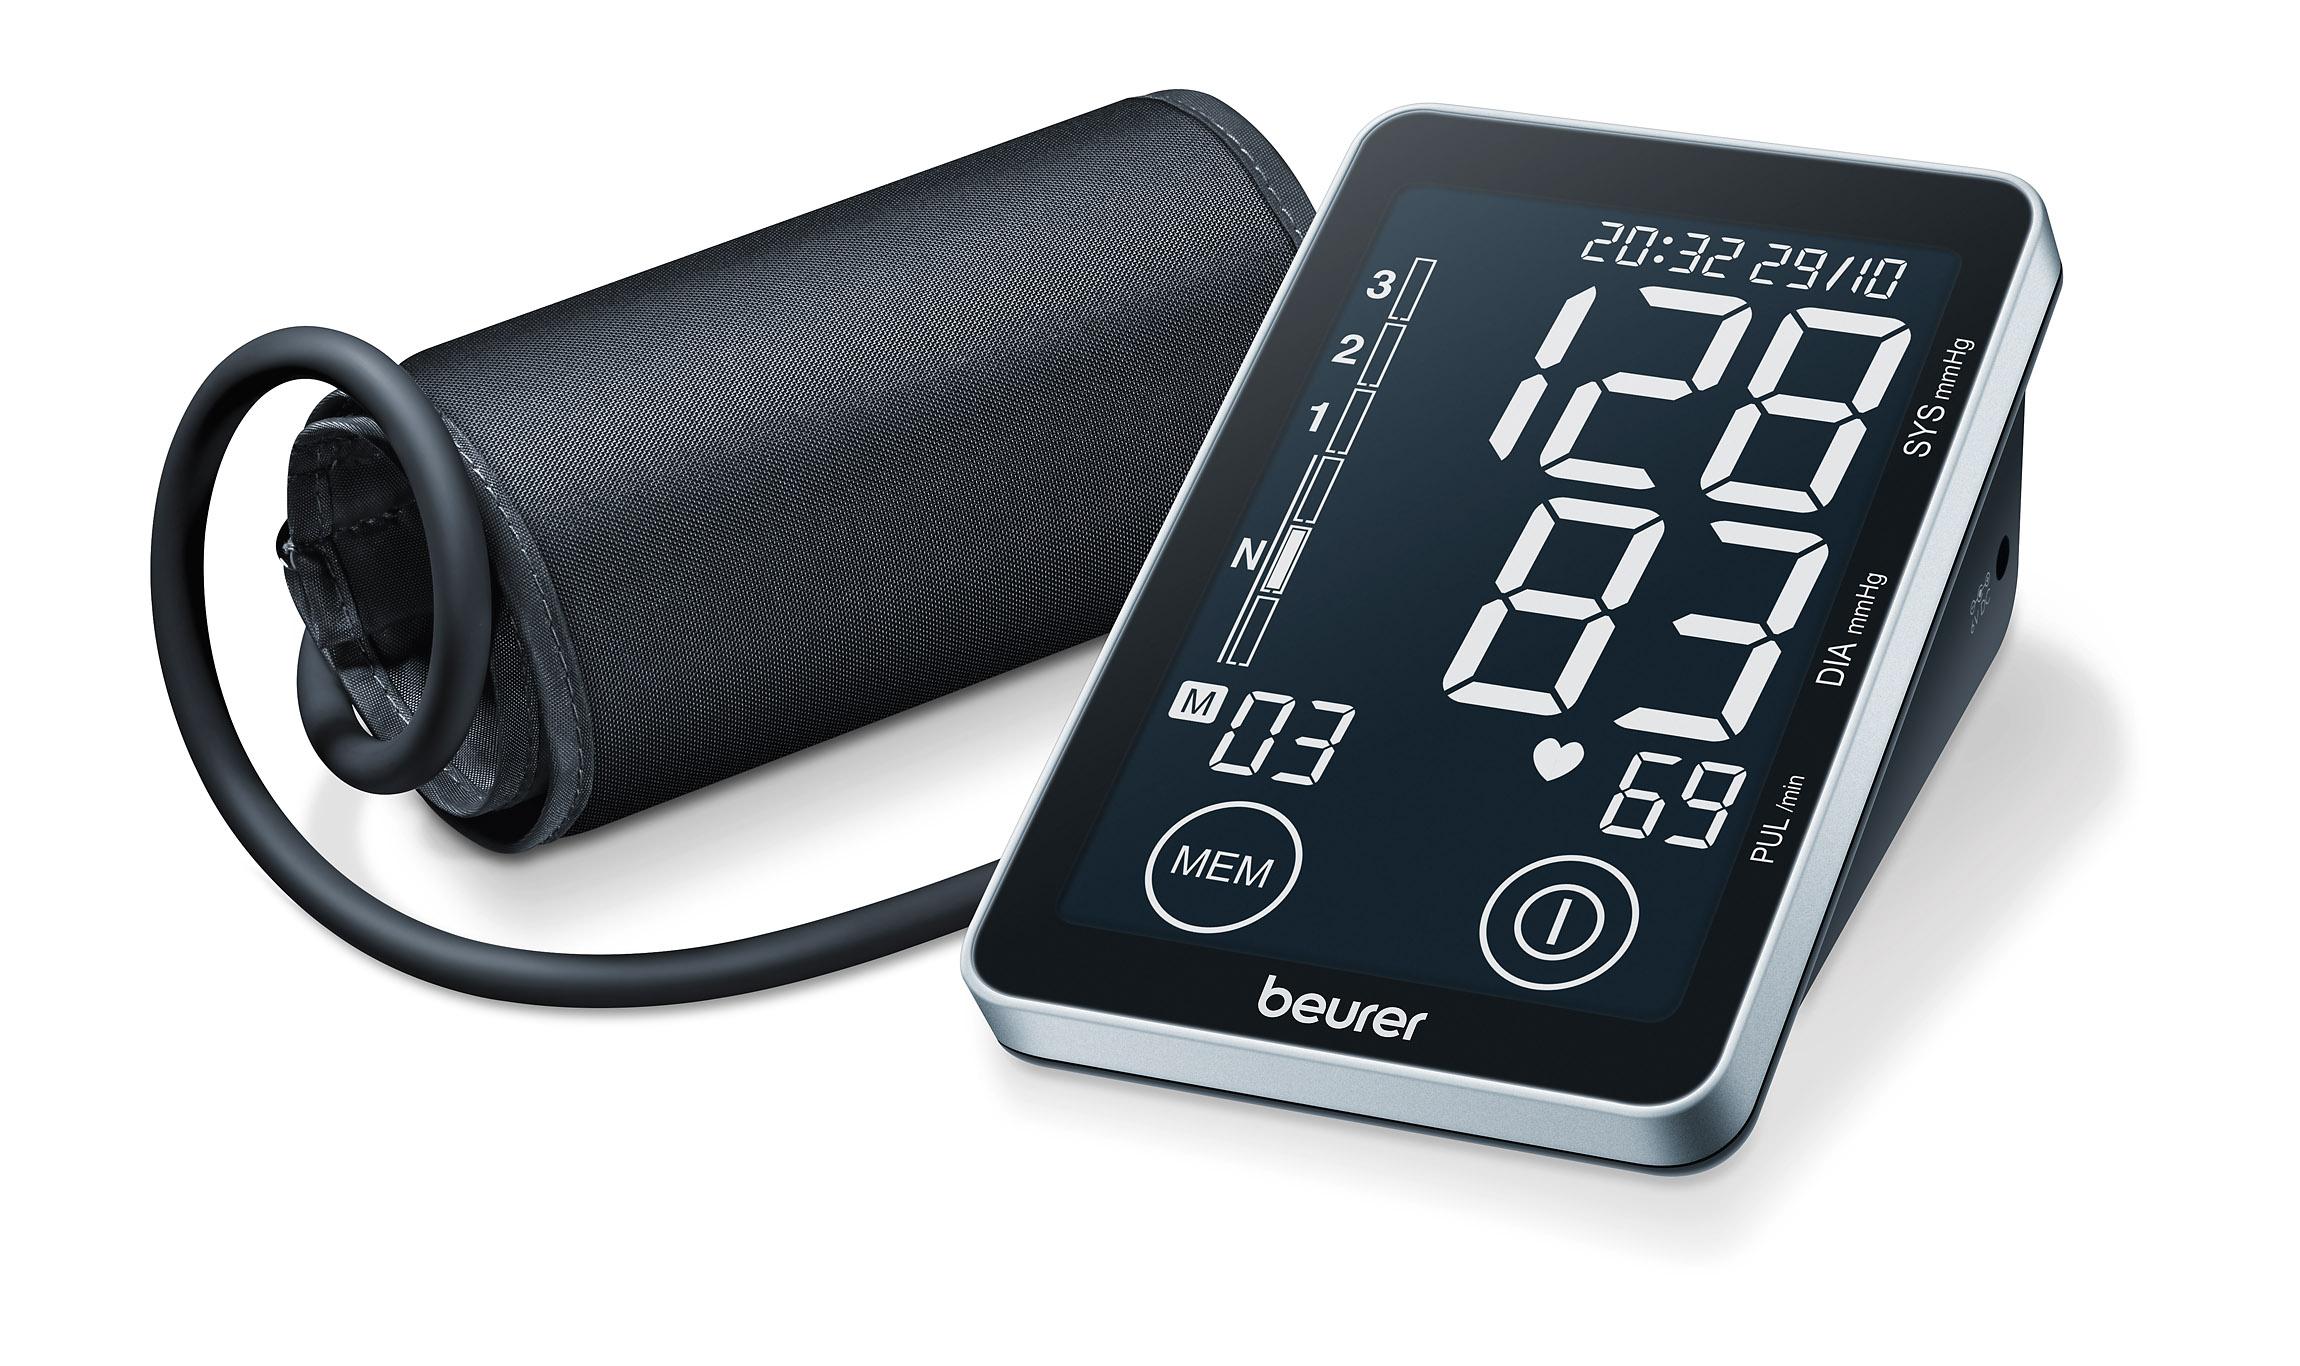 20:32 29/10
3
2
1
N
128
SYS mmHg
83
DIA mmHg
M 03
69
PUL /min
MEM
beurer